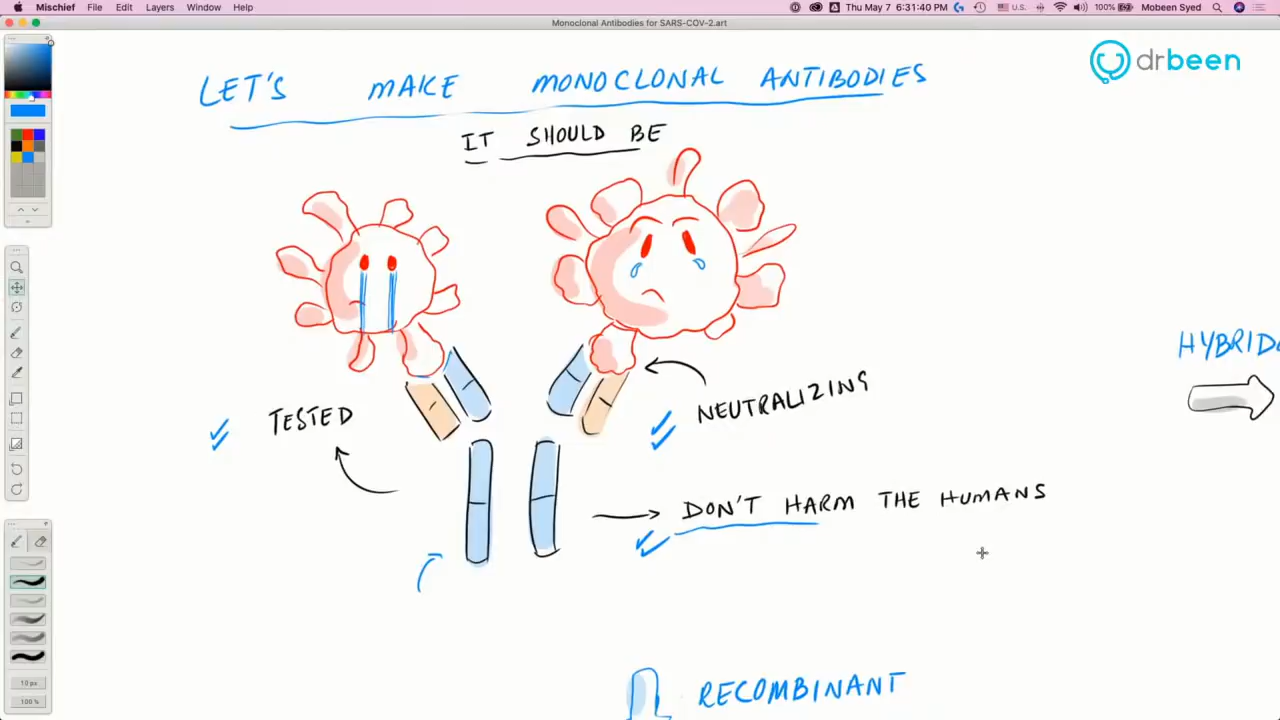 Mischief File Edit Layers Window Help
U.S. 100% Thu May 7 6:31:40 PM Mobeen Syed
Monoclonal Antibodies for SARS-COV-2.art
drbeen
LET'S MAKE MONOCLONAL ANTIBODIES
IT SHOULD BE
TESTED
NEUTRALIZING
DON'T HARM THE HUMANS
RECOMBINANT
10 px
100 %